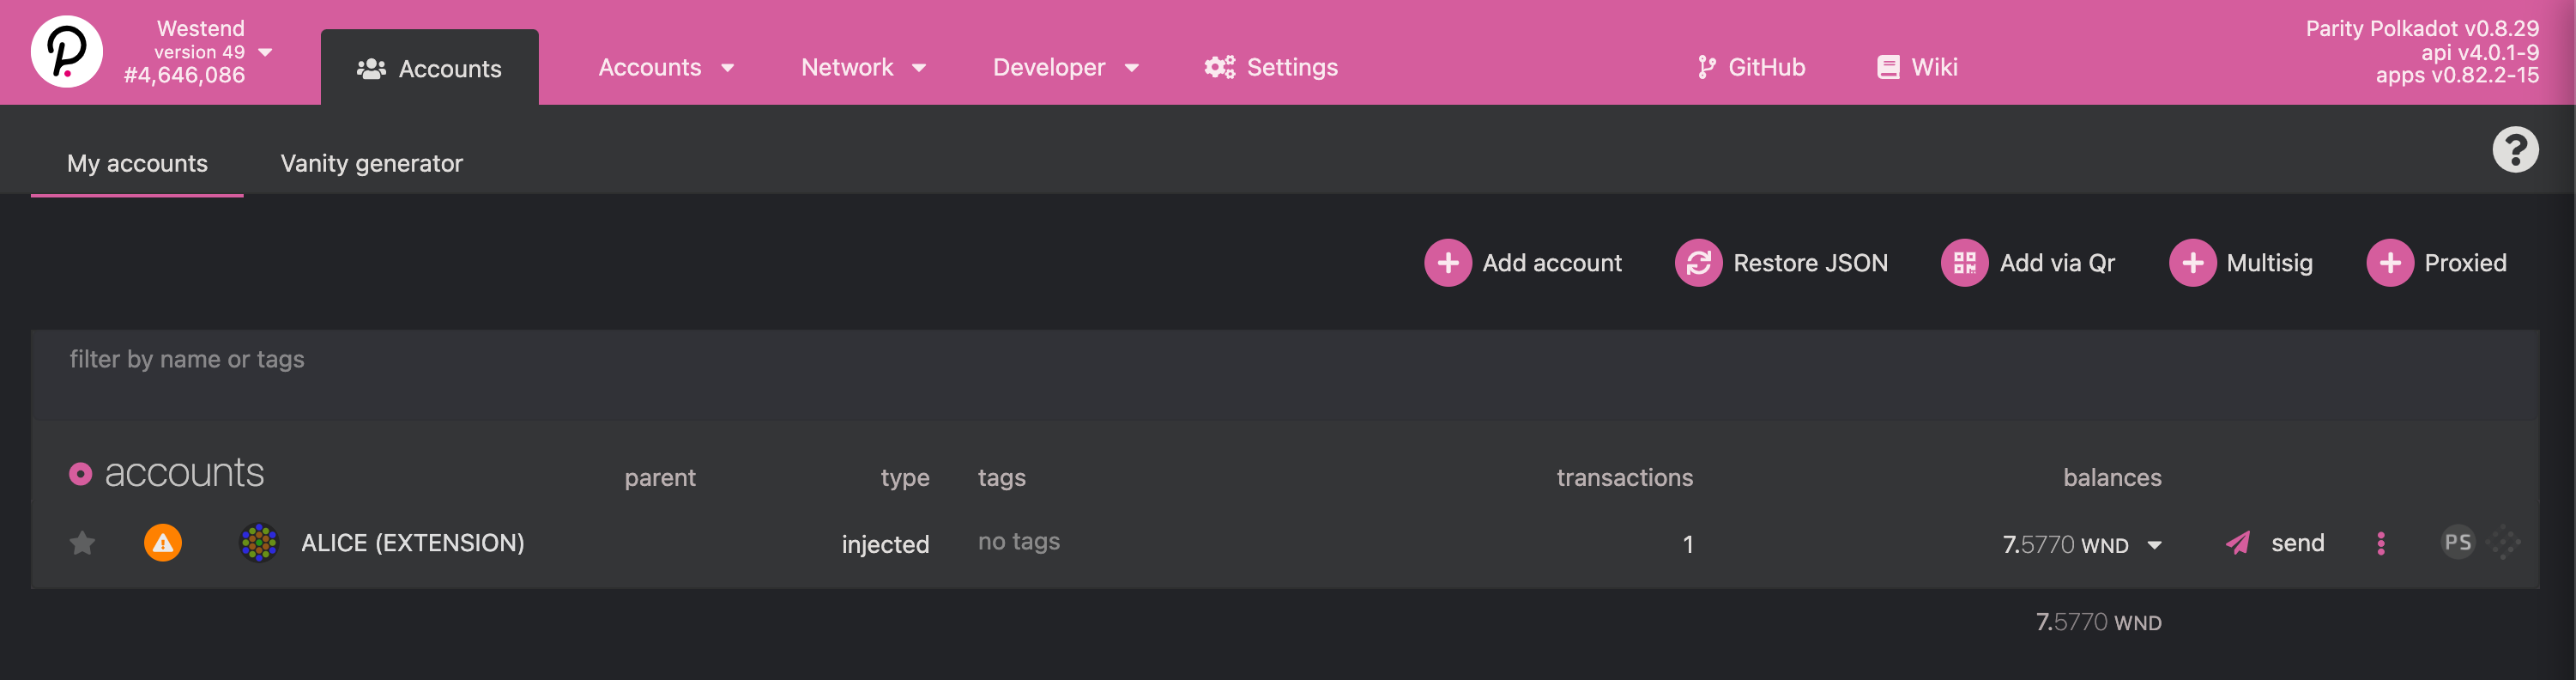 Westend
version 49
#4,646,086
Accounts
Accounts
Network
Developer
Settings
GitHub
Wiki
Parity Polkadot v0.8.29
api v4.0.1-9
apps v0.82.2-15
My accounts
Vanity generator
?
Add account
Restore JSON
Add via Qr
Multisig
Proxied
filter by name or tags
accounts parent type tags transactions balances
ALICE (EXTENSION) injected no tags 1 7.5770 WND send PS
7.5770 WND